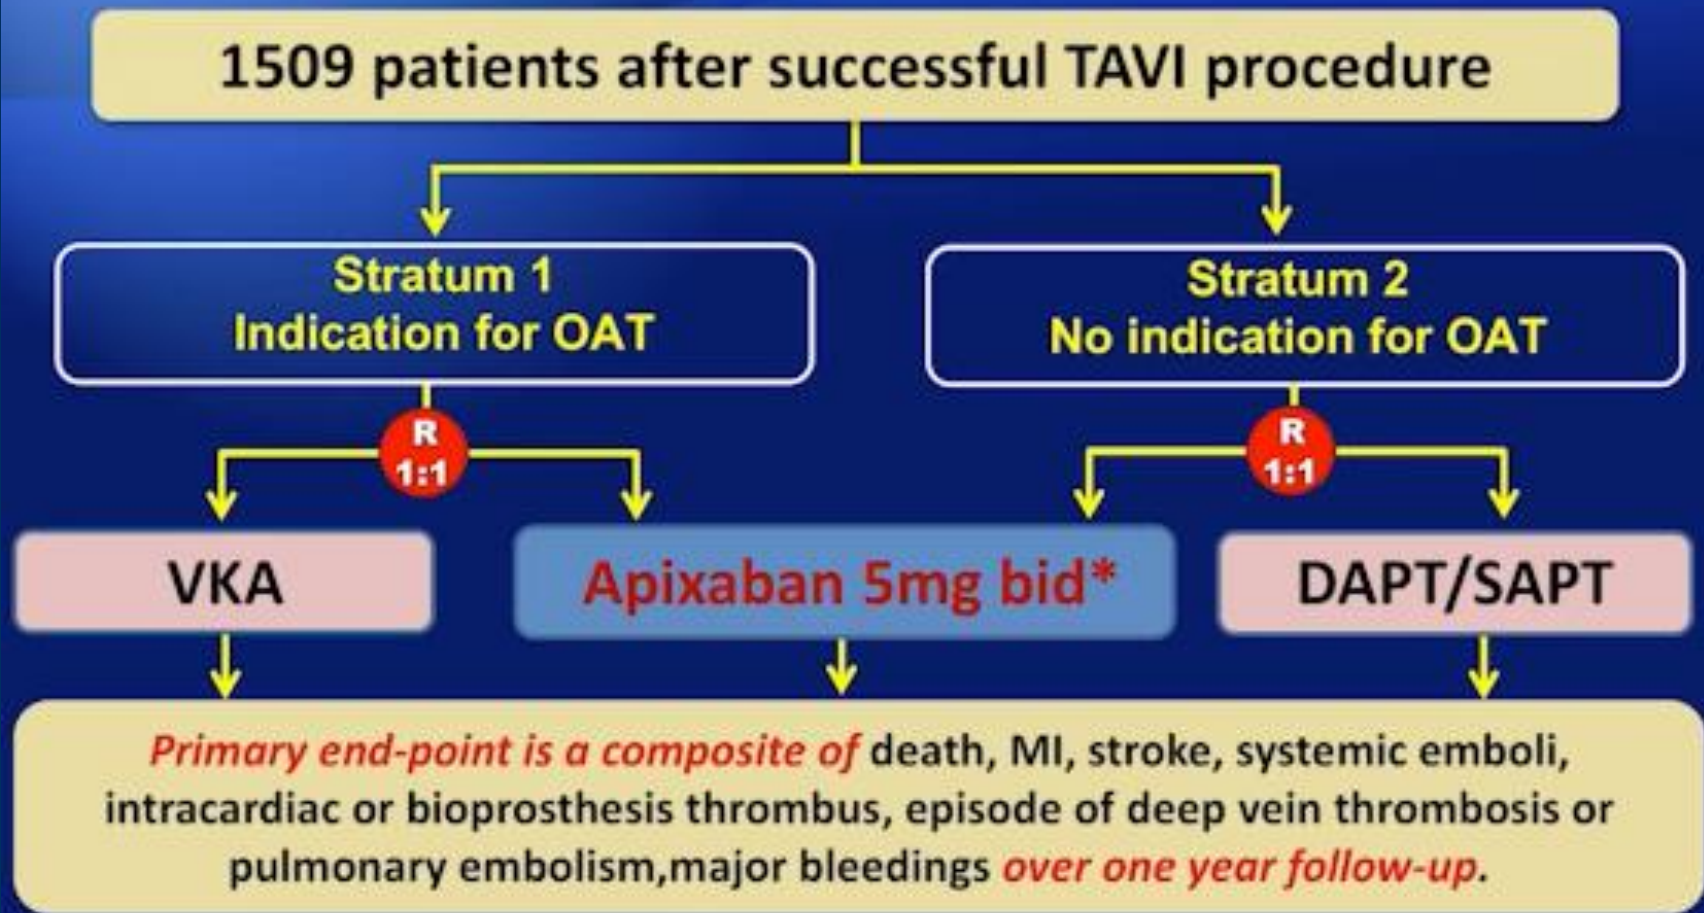 1509 patients after successful TAVI procedure
Stratum 1
Indication for OAT
Stratum 2
No indication for OAT
R
1:1
R
1:1
VKA
Apixaban 5mg bid*
DAPT/SAPT
Primary end-point is a composite of death, MI, stroke, systemic emboli,
intracardiac or bioprosthesis thrombus, episode of deep vein thrombosis or
pulmonary embolism,major bleedings over one year follow-up.